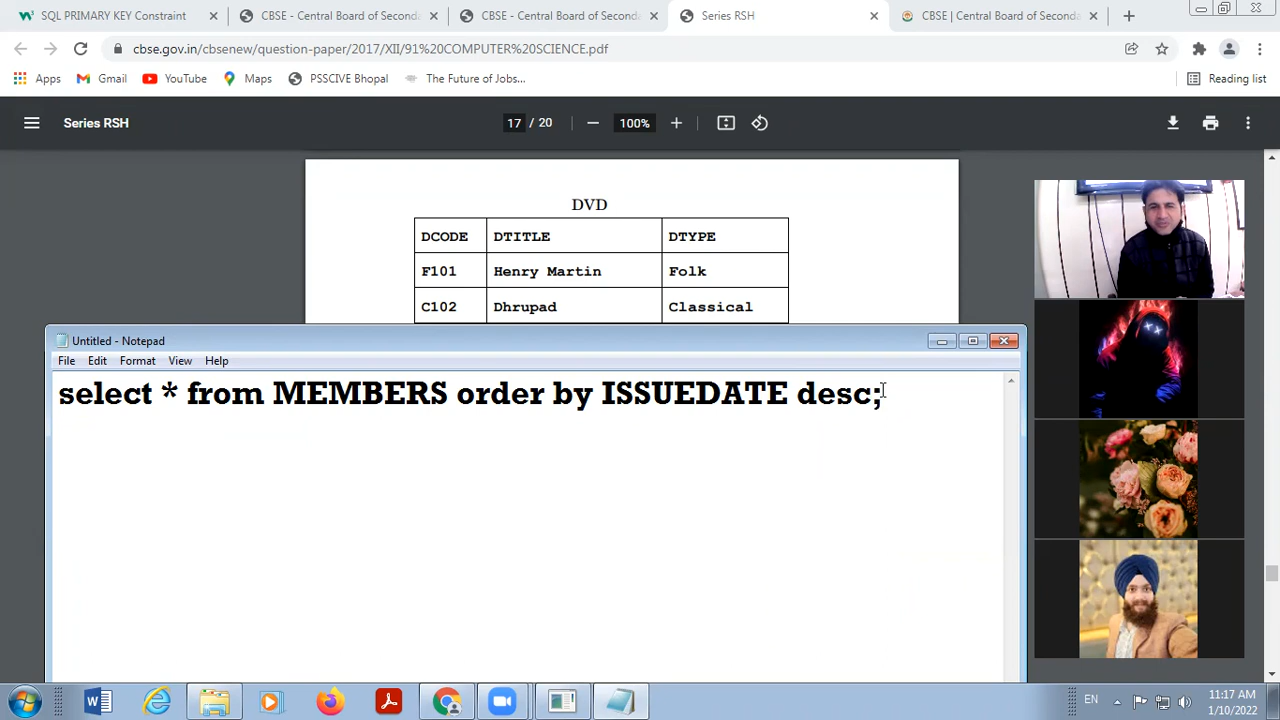 SQL PRIMARY KEY Constraint
CBSE - Central Board of Seconda
CBSE - Central Board of Seconda
Series RSH
CBSE | Central Board of Seconda
cbse.gov.in/cbsenew/question-paper/2017/XII/91%20COMPUTER%20SCIENCE.pdf
Apps
Gmail
YouTube
Maps
PSSCIVE Bhopal
The Future of Jobs...
Reading list
Series RSH
17 / 20
100%
DVD
DCODE DTITLE DTYPE
F101 Henry Martin Folk
C102 Dhrupad Classical
Untitled - Notepad
File Edit Format View Help
select * from MEMBERS order by ISSUEDATE desc;
EN
11:17 AM
1/10/2022